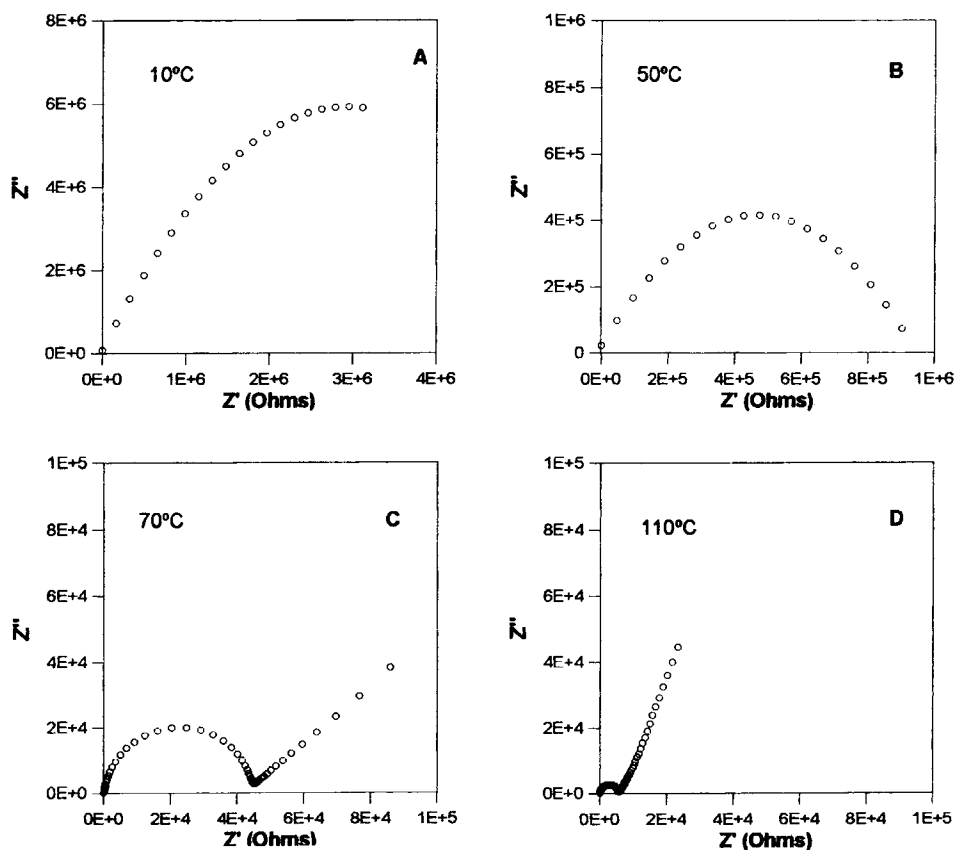 8E+6
6E+6
4E+6
2E+6
0E+0
Z"
10ºC
A
0E+0 1E+6 2E+6 3E+6 4E+6
Z' (Ohms)
1E+6
8E+5
6E+5
4E+5
2E+5
0
Z"
50ºC
B
0E+0 2E+5 4E+5 6E+5 8E+5 1E+6
Z' (Ohms)
1E+5
8E+4
6E+4
4E+4
2E+4
0E+0
Z"
70ºC
C
0E+0 2E+4 4E+4 6E+4 8E+4 1E+5
Z' (Ohms)
1E+5
8E+4
6E+4
4E+4
2E+4
0E+0
Z"
110ºC
D
0E+0 2E+4 4E+4 6E+4 8E+4 1E+5
Z' (Ohms)